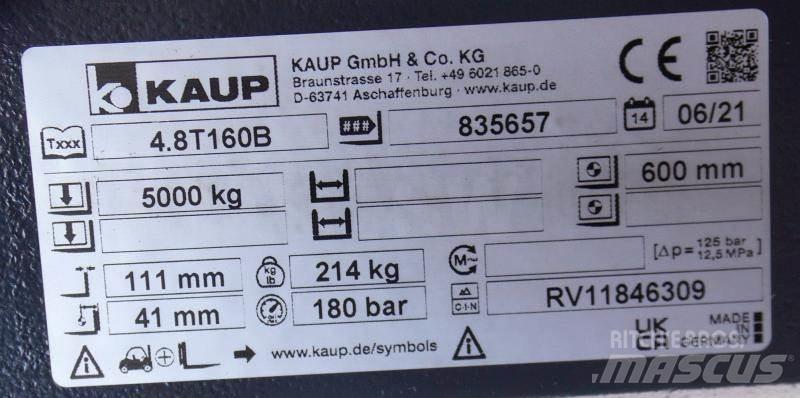 KAUP
KAUP GmbH & Co. KG
Braunstrasse 17 · Tel. +49 6021 865-0
D-63741 Aschaffenburg · www.kaup.de
CE
Txxx 4.8T160B ### 835657 14 06/21
5000 kg 600 mm
111 mm kg lb 214 kg M~ [Δp= 125 bar 12,5 MPa]
41 mm 180 bar C-I-N RV11846309
www.kaup.de/symbols
UK CA
MADE IN GERMANY
RITCHIE BROS.
MASCUS